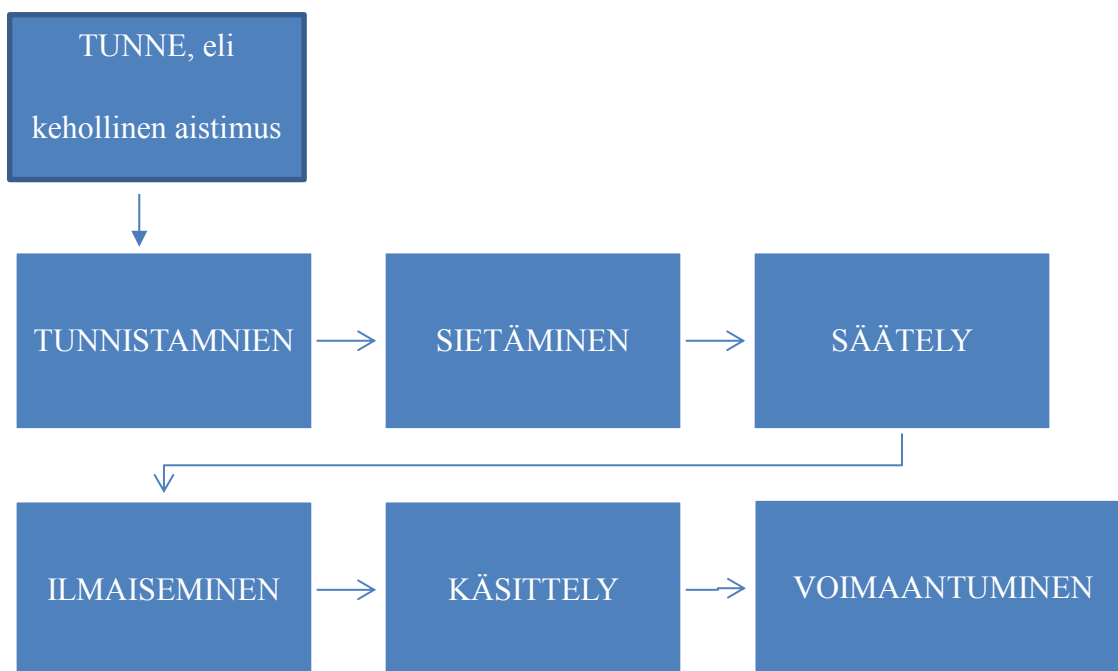 TUNNE, eli
kehollinen aistimus
TUNNISTAMNIEN
SIETÄMINEN
SÄÄTELY
ILMAISEMINEN
KÄSITTELY
VOIMAANTUMINEN